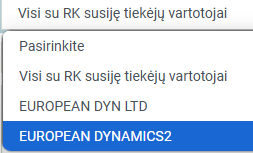 Visi su RK susiję tiekėjų vartotojai
Pasirinkite
Visi su RK susiję tiekėjų vartotojai
EUROPEAN DYN LTD
EUROPEAN DYNAMICS2